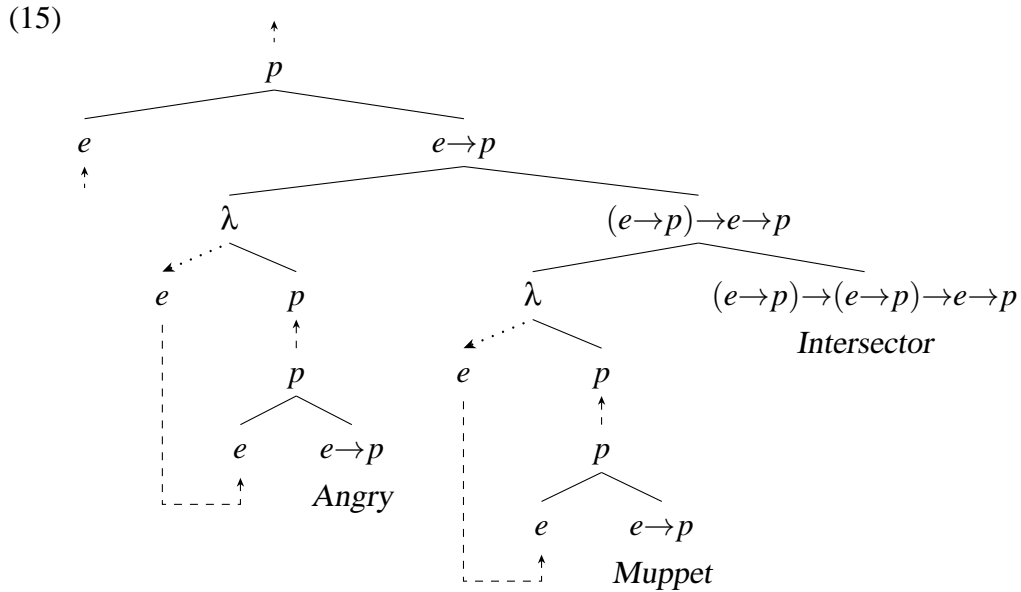 (15)
p
e e→p
λ (e→p)→e→p
e p λ (e→p)→(e→p)→e→p
Intersector
p e p
e e→p p
Angry
e e→p
Muppet